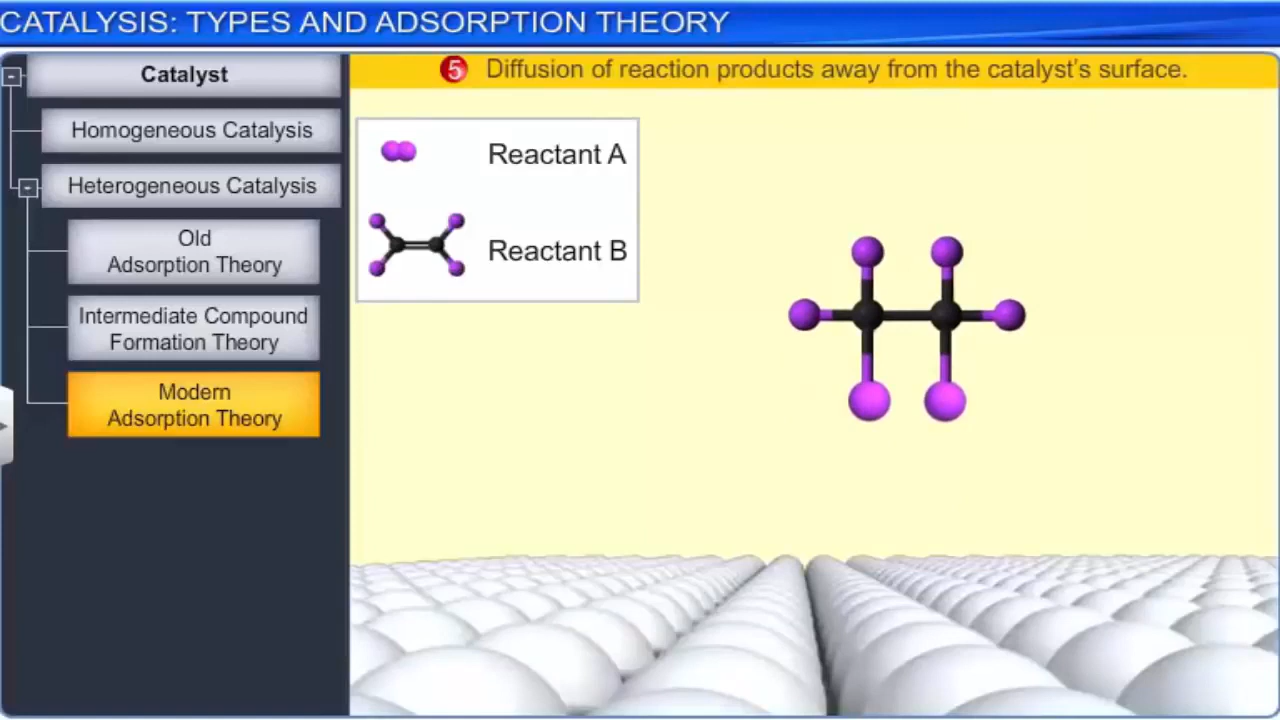 CATALYSIS: TYPES AND ADSORPTION THEORY
Catalyst
Homogeneous Catalysis
Heterogeneous Catalysis
Old
Adsorption Theory
Intermediate Compound
Formation Theory
Modern
Adsorption Theory
5 Diffusion of reaction products away from the catalyst's surface.
Reactant A
Reactant B